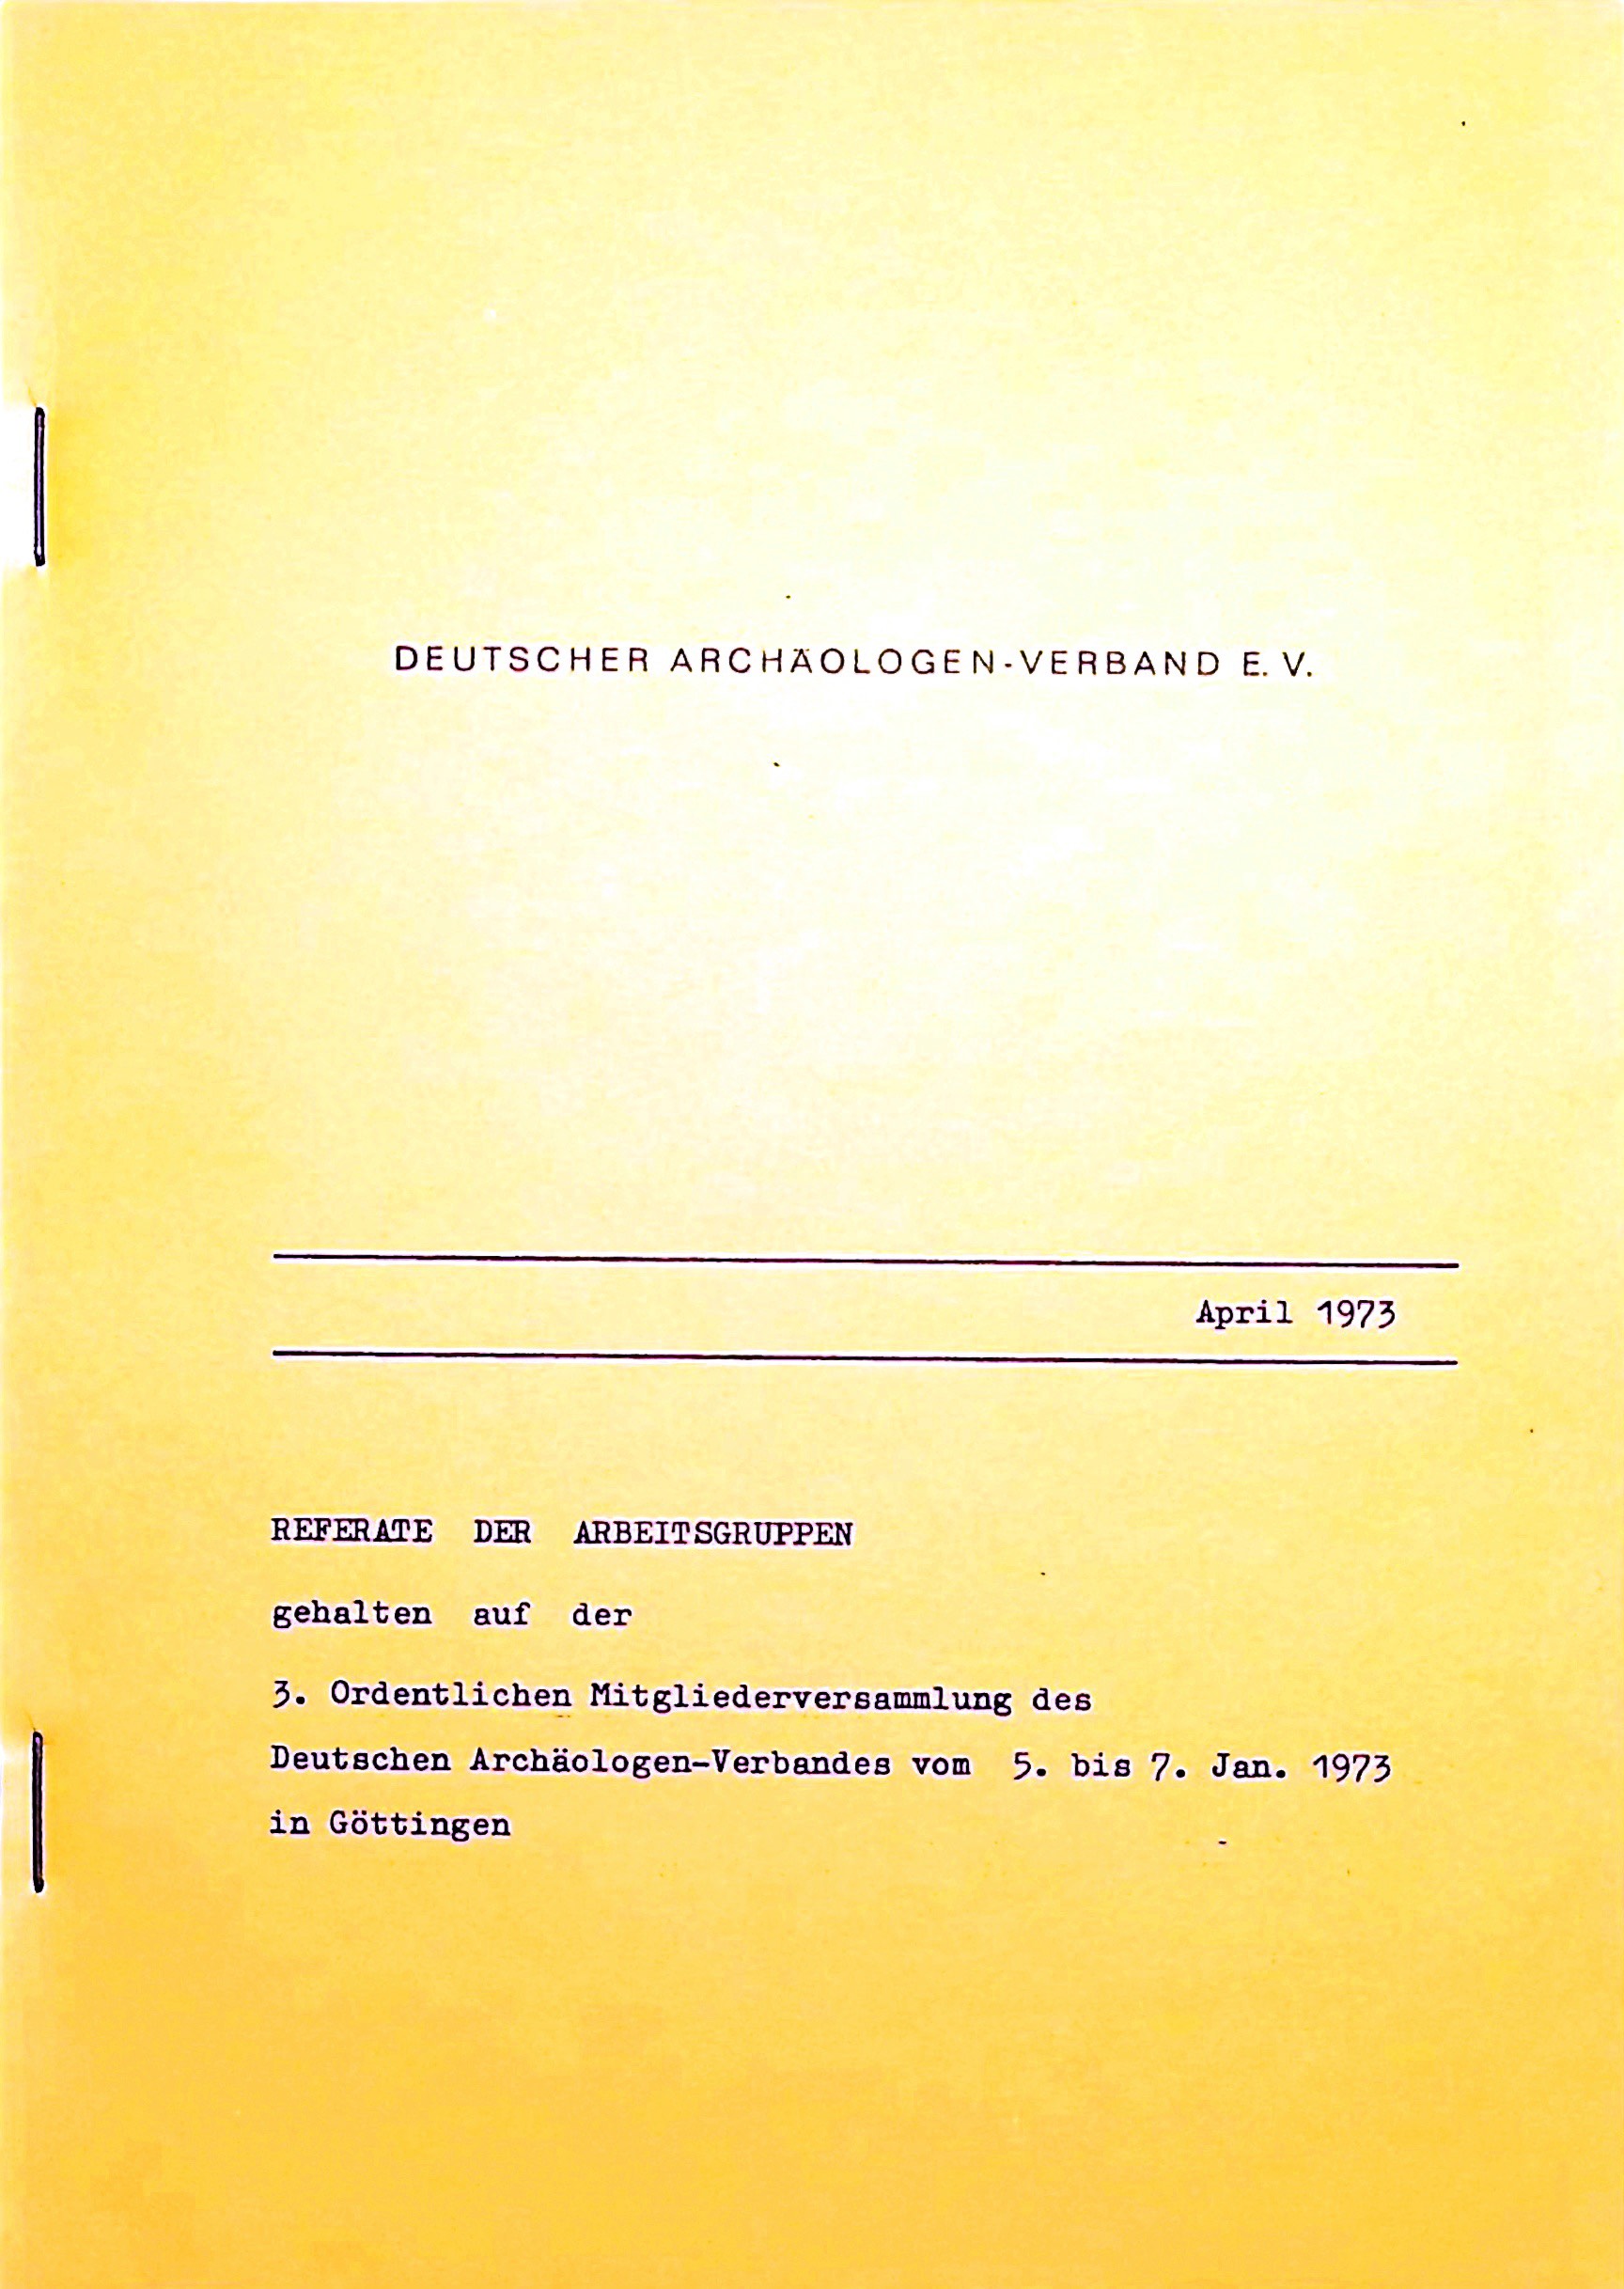 DEUTSCHER ARCHÄOLOGEN-VERBAND E. V.
April 1973
REFERATE DER ARBEITSGRUPPEN
gehalten auf der
3. Ordentlichen Mitgliederversammlung des
Deutschen Archäologen-Verbandes vom 5. bis 7. Jan. 1973
in Göttingen